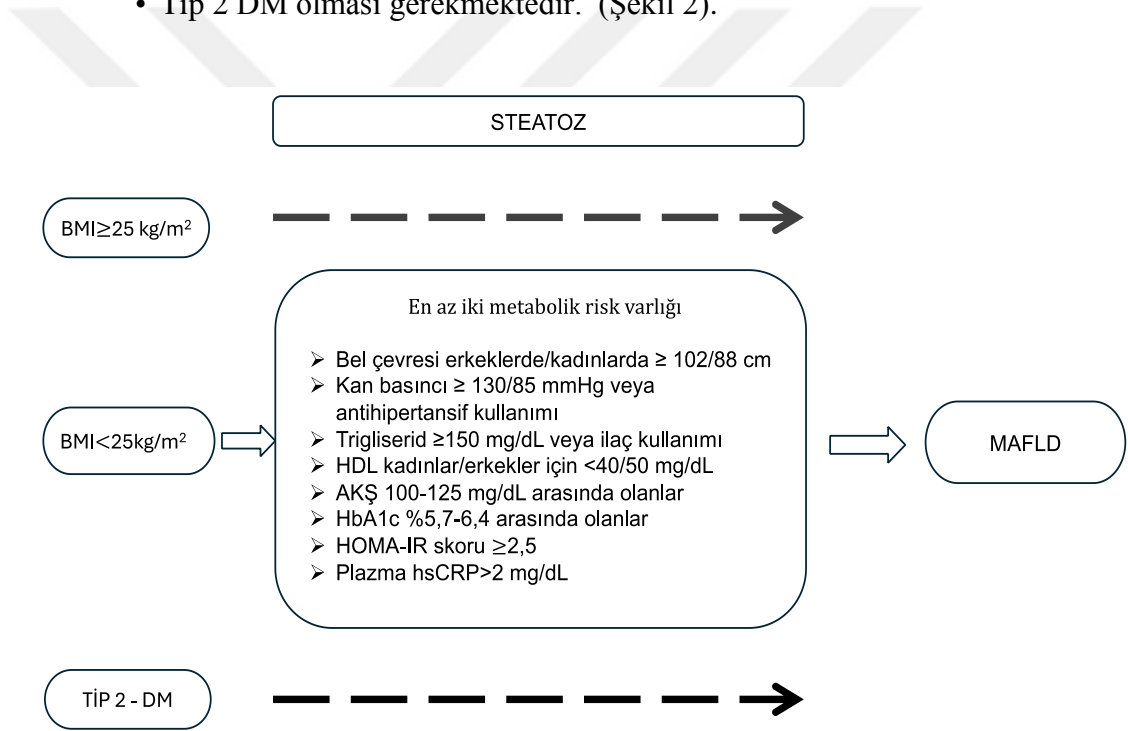 • Tip 2 DM olması gerekmektedir. (Şekil 2).
STEATOZ
BMI≥25 kg/m²
En az iki metabolik risk varlığı
➢ Bel çevresi erkeklerde/kadınlarda ≥ 102/88 cm
➢ Kan basıncı ≥ 130/85 mmHg veya
antihipertansif kullanımı
➢ Trigliserid ≥150 mg/dL veya ilaç kullanımı
➢ HDL kadınlar/erkekler için <40/50 mg/dL
➢ AKŞ 100-125 mg/dL arasında olanlar
➢ HbA1c %5,7-6,4 arasında olanlar
➢ HOMA-IR skoru ≥2,5
➢ Plazma hsCRP>2 mg/dL
BMI<25kg/m²
MAFLD
TİP 2 - DM